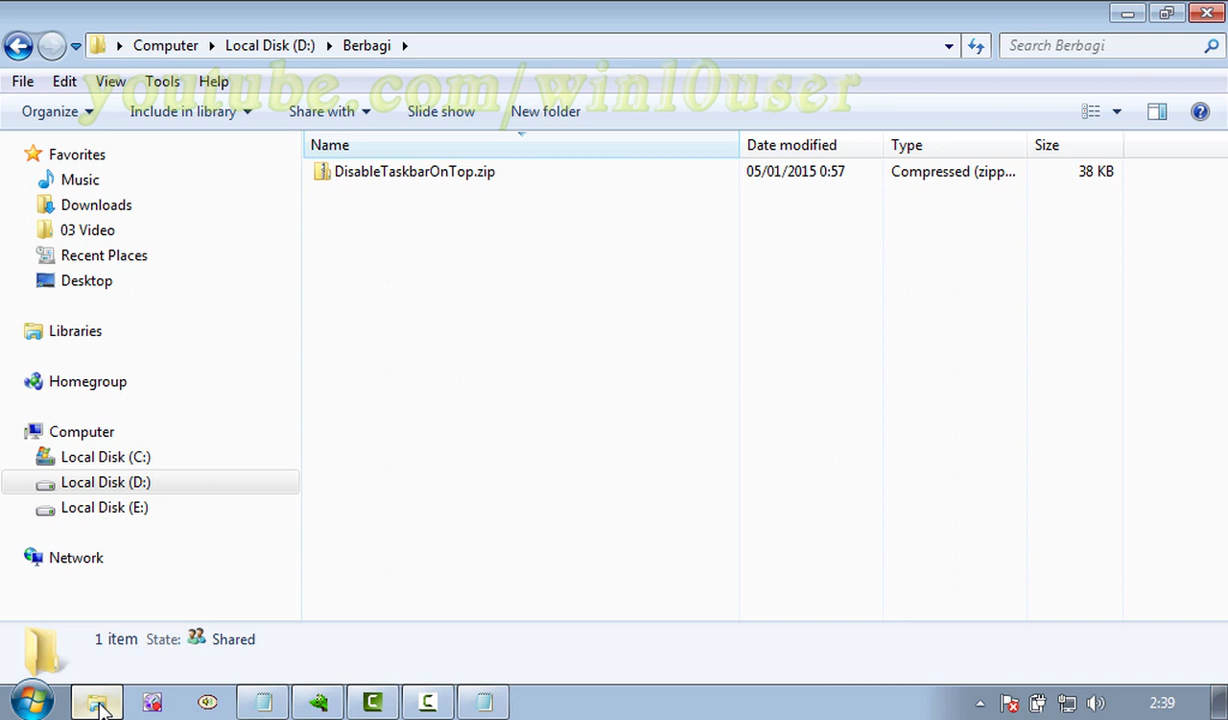 Computer Local Disk (D:) Berbagi Search Berbagi
File Edit View Tools Help
youtube.com/win10user
Organize Include in library Share with Slide show New folder
Name Date modified Type Size
DisableTaskbarOnTop.zip 05/01/2015 0:57 Compressed (zipp... 38 KB
Favorites
Music
Downloads
03 Video
Recent Places
Desktop
Libraries
Homegroup
Computer
Local Disk (C:)
Local Disk (D:)
Local Disk (E:)
Network
1 item State: Shared
2:39